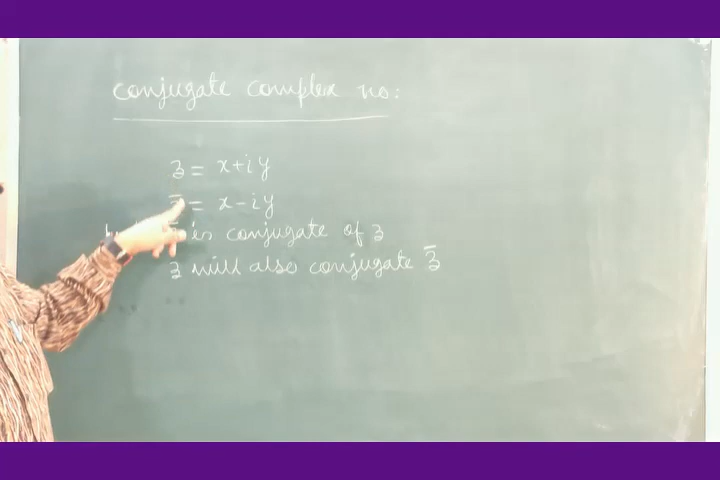 conjugate complex no:
z = x+iy
z̄ = x-iy
is conjugate of z
z will also conjugate z̄